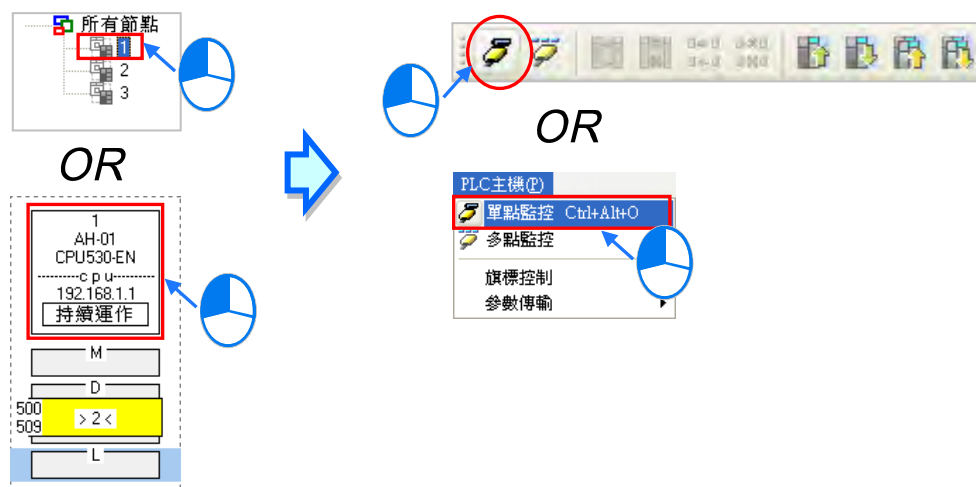 所有節點
1
2
3
OR
1
AH-01
CPU530-EN
---------c p u---------
192.168.1.1
持續運作
M
D
500
509
> 2 <
L
OR
PLC主機(P)
單點監控 Ctrl+Alt+O
多點監控
旗標控制
參數傳輸